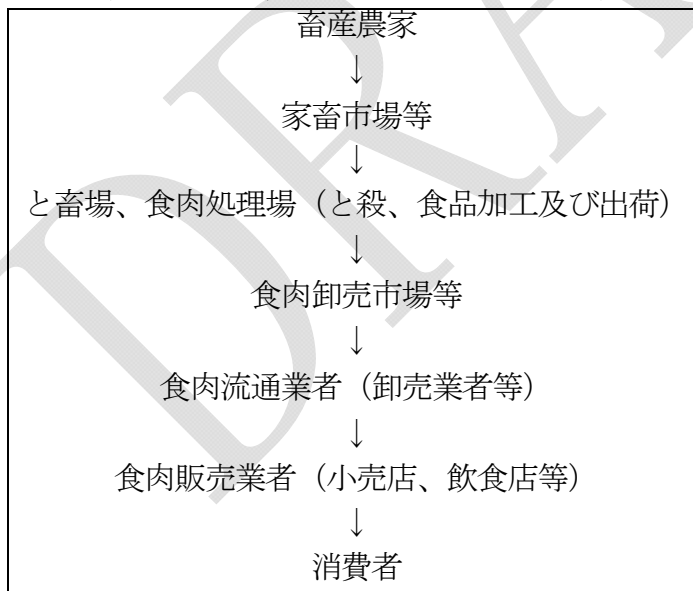 畜産農家
↓
家畜市場等
↓
と畜場、食肉処理場（と殺、食品加工及び出荷）
↓
食肉卸売市場等
↓
食肉流通業者（卸売業者等）
↓
食肉販売業者（小売店、飲食店等）
↓
消費者
DRA